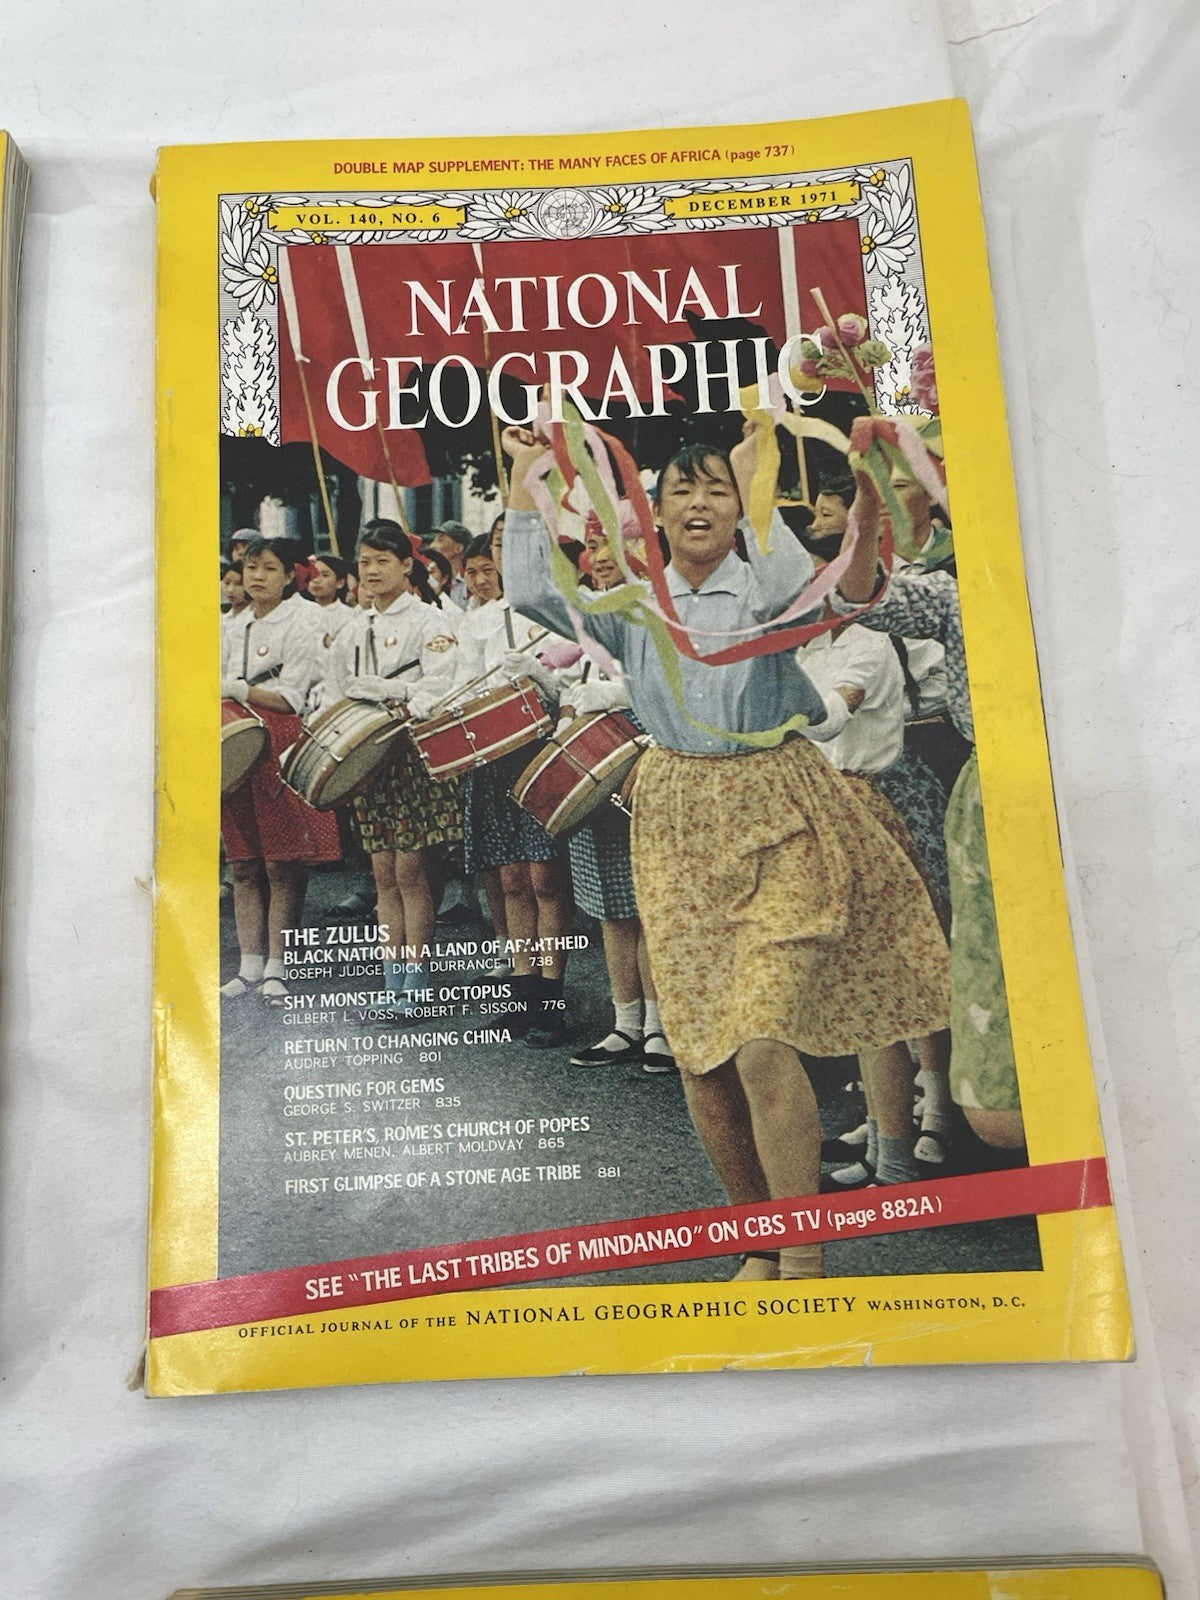 DOUBLE MAP SUPPLEMENT: THE MANY FACES OF AFRICA (page 737)
VOL. 140, NO. 6
DECEMBER 1971
NATIONAL
GEOGRAPHIC
THE ZULUS
BLACK NATION IN A LAND OF APARTHEID
JOSEPH JUDGE, DICK DURRANCE II 738
SHY MONSTER, THE OCTOPUS
GILBERT L. VOSS, ROBERT F. SISSON 776
RETURN TO CHANGING CHINA
AUDREY TOPPING 801
QUESTING FOR GEMS
GEORGE S. SWITZER 835
ST. PETER'S, ROME'S CHURCH OF POPES
AUBREY MENEN, ALBERT MOLDVAY 865
FIRST GLIMPSE OF A STONE AGE TRIBE 881
SEE "THE LAST TRIBES OF MINDANAO" ON CBS TV (page 882A)
OFFICIAL JOURNAL OF THE NATIONAL GEOGRAPHIC SOCIETY WASHINGTON, D.C.